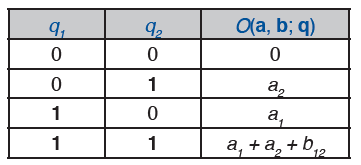 q₁ q₂ O(a, b; q)
0 0 0
0 1 a₂
1 0 a₁
1 1 a₁ + a₂ + b₁₂